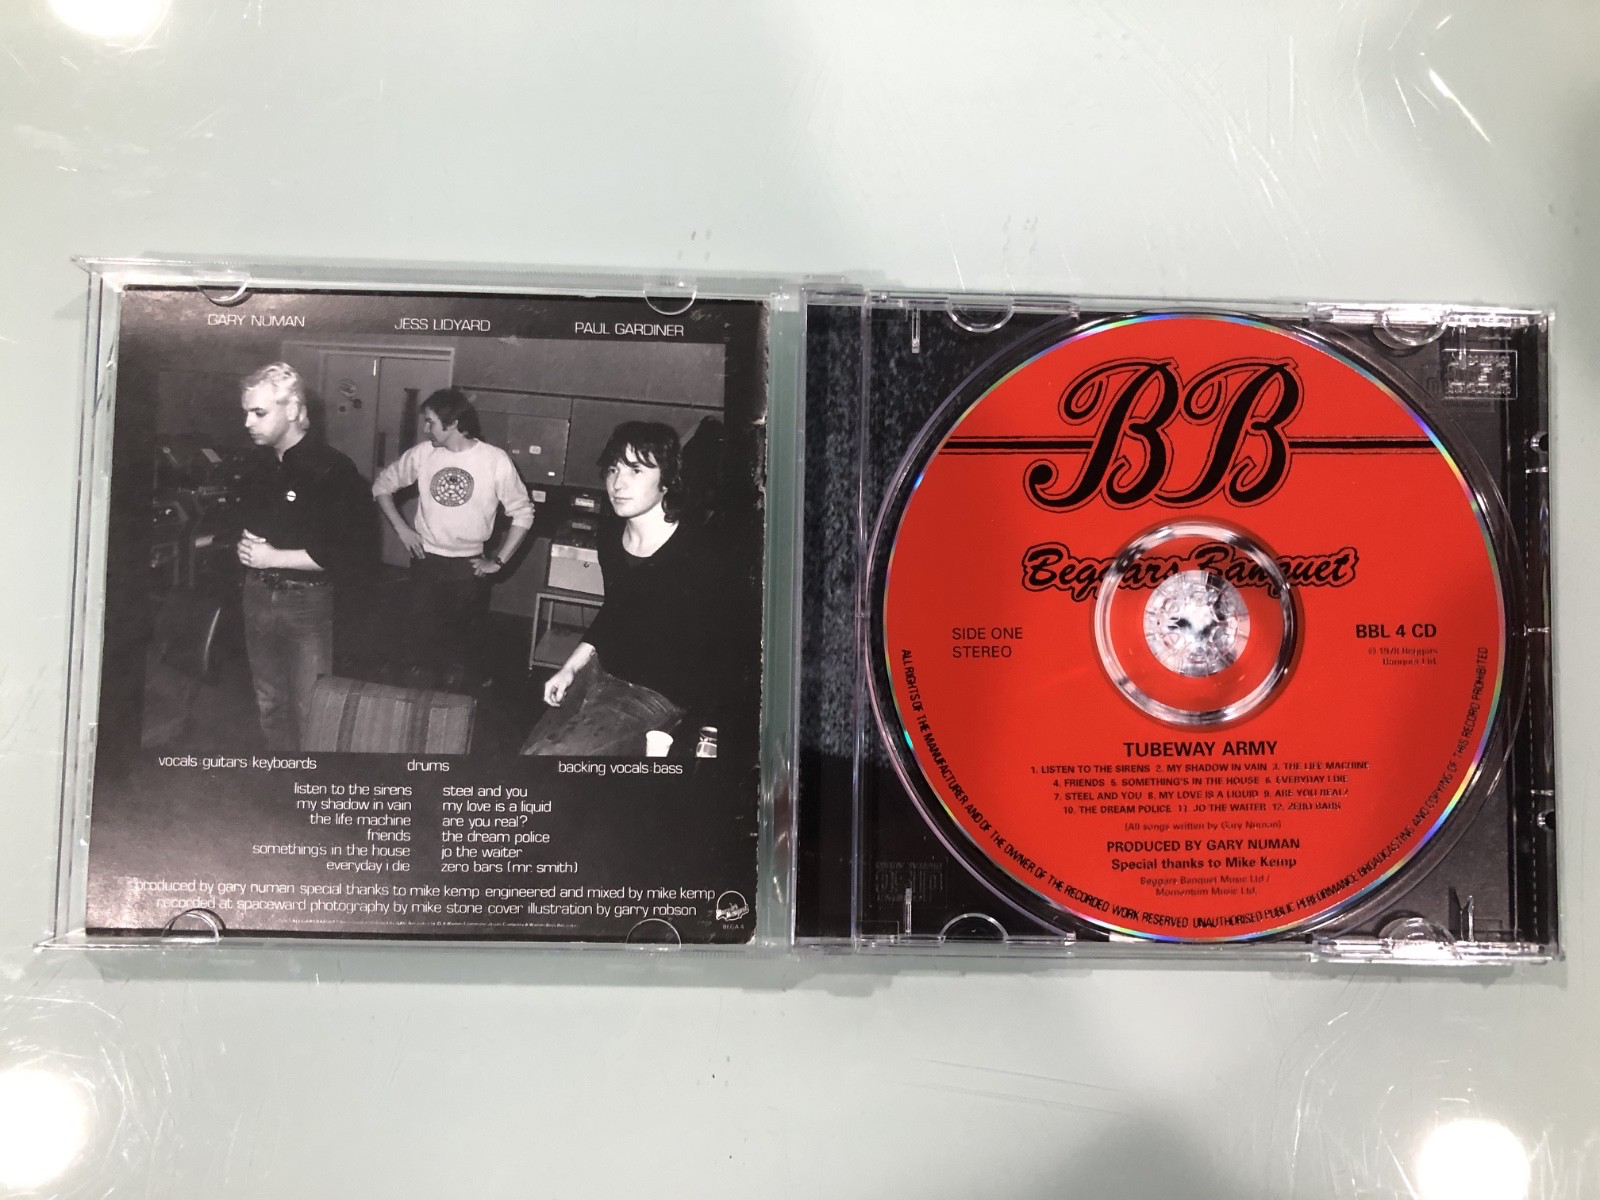 GARY NUMAN
JESS LIDYARD
PAUL GARDINER
vocals guitars keyboards
drums
backing vocals bass
listen to the sirens
my shadow in vain
the life machine
friends
something's in the house
everyday i die
steel and you
my love is a liquid
are you real?
the dream police
jo the waiter
zero bars (mr. smith)
produced by gary numan special thanks to mike kemp engineered and mixed by mike kemp
recorded at spaceward photography by mike stone cover illustration by garry robson
BEGA 4
BB
Beggars Banquet
SIDE ONE
STEREO
BBL 4 CD
℗ 1978 Beggars
Banquet Ltd.
TUBEWAY ARMY
1. LISTEN TO THE SIRENS 2. MY SHADOW IN VAIN 3. THE LIFE MACHINE
4. FRIENDS 5. SOMETHING'S IN THE HOUSE 6. EVERYDAY I DIE
7. STEEL AND YOU 8. MY LOVE IS A LIQUID 9. ARE YOU REAL?
10. THE DREAM POLICE 11. JO THE WAITER 12. ZERO BARS
(All songs written by Gary Numan)
PRODUCED BY GARY NUMAN
Special thanks to Mike Kemp
Beggars Banquet Music Ltd /
Momentum Music Ltd.
ALL RIGHTS OF THE MANUFACTURER AND OF THE OWNER OF THE RECORDED WORK RESERVED UNAUTHORISED PUBLIC PERFORMANCE BROADCASTING AND COPYING OF THIS RECORD PROHIBITED